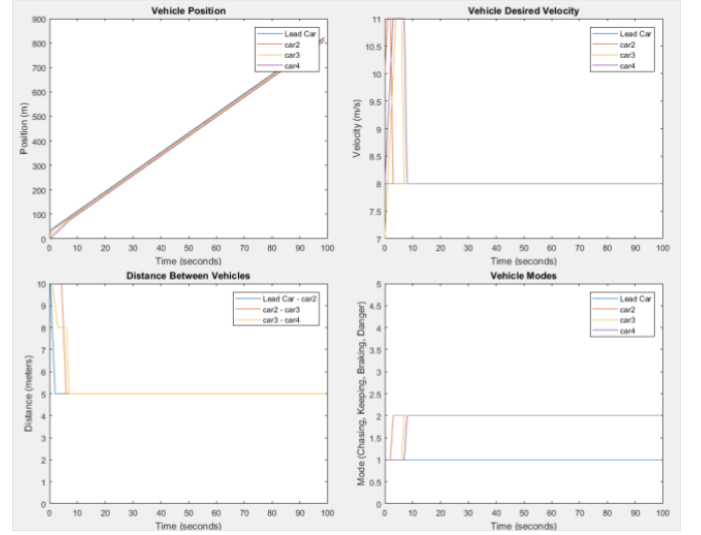 Vehicle Position
900
800
700
600
500
400
300
200
100
0
Position (m)
Lead Car
car2
car3
car4
0 10 20 30 40 50 60 70 80 90 100
Time (seconds)
Vehicle Desired Velocity
11
10.5
10
9.5
9
8.5
8
7.5
7
Velocity (m/s)
Lead Car
car2
car3
car4
0 10 20 30 40 50 60 70 80 90 100
Time (seconds)
Distance Between Vehicles
10
9
8
7
6
5
4
3
2
1
0
Distance (meters)
Lead Car - car2
car2 - car3
car3 - car4
0 10 20 30 40 50 60 70 80 90 100
Time (seconds)
Vehicle Modes
5
4.5
4
3.5
3
2.5
2
1.5
1
0.5
0
Mode (Chasing, Keeping, Braking, Danger)
Lead Car
car2
car3
car4
0 10 20 30 40 50 60 70 80 90 100
Time (seconds)